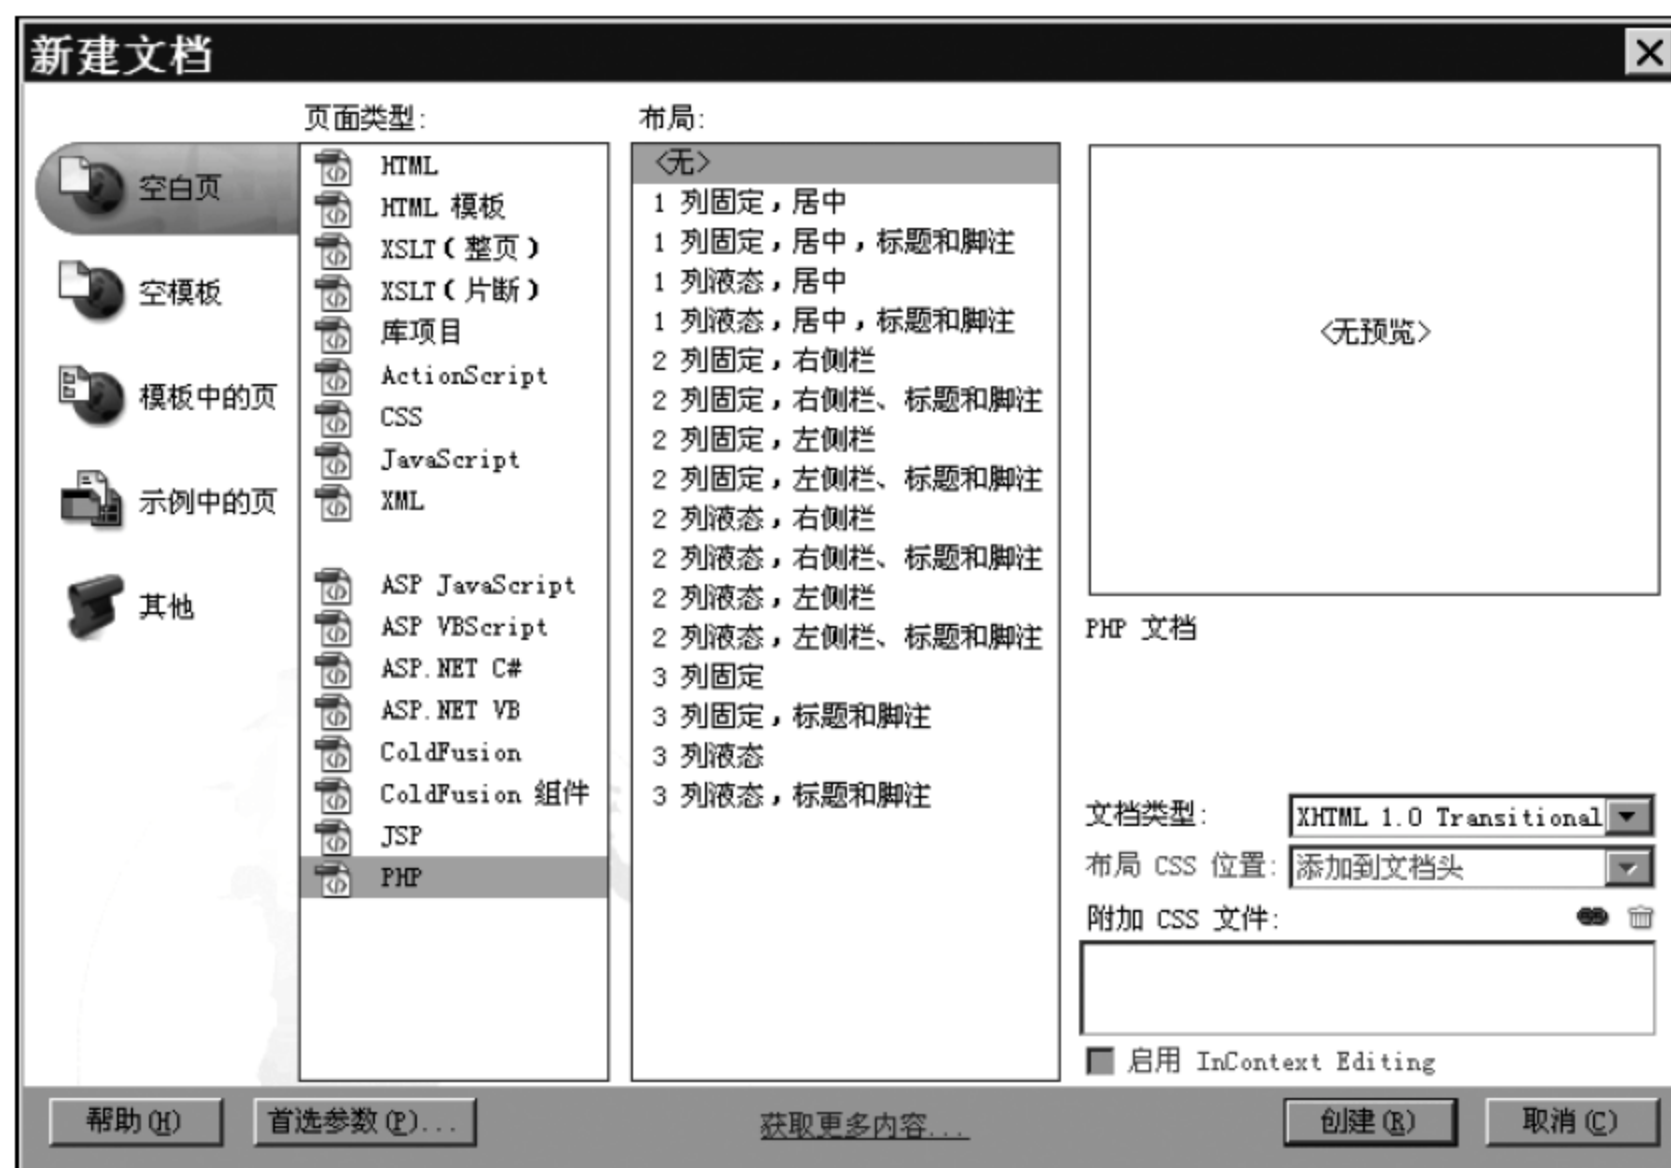 新建文档
空白页
空模板
模板中的页
示例中的页
其他
页面类型:
HTML
HTML 模板
XSLT(整页)
XSLT(片断)
库项目
ActionScript
CSS
JavaScript
XML
ASP JavaScript
ASP VBScript
ASP.NET C#
ASP.NET VB
ColdFusion
ColdFusion 组件
JSP
PHP
布局:
<无>
1 列固定，居中
1 列固定，居中，标题和脚注
1 列液态，居中
1 列液态，居中，标题和脚注
2 列固定，右侧栏
2 列固定，右侧栏、标题和脚注
2 列固定，左侧栏
2 列固定，左侧栏、标题和脚注
2 列液态，右侧栏
2 列液态，右侧栏、标题和脚注
2 列液态，左侧栏
2 列液态，左侧栏、标题和脚注
3 列固定
3 列固定，标题和脚注
3 列液态
3 列液态，标题和脚注
<无预览>
PHP 文档
文档类型: XHTML 1.0 Transitional
布局 CSS 位置: 添加到文档头
附加 CSS 文件:
启用 InContext Editing
帮助(H)
首选参数(P)...
获取更多内容...
创建(R)
取消(C)